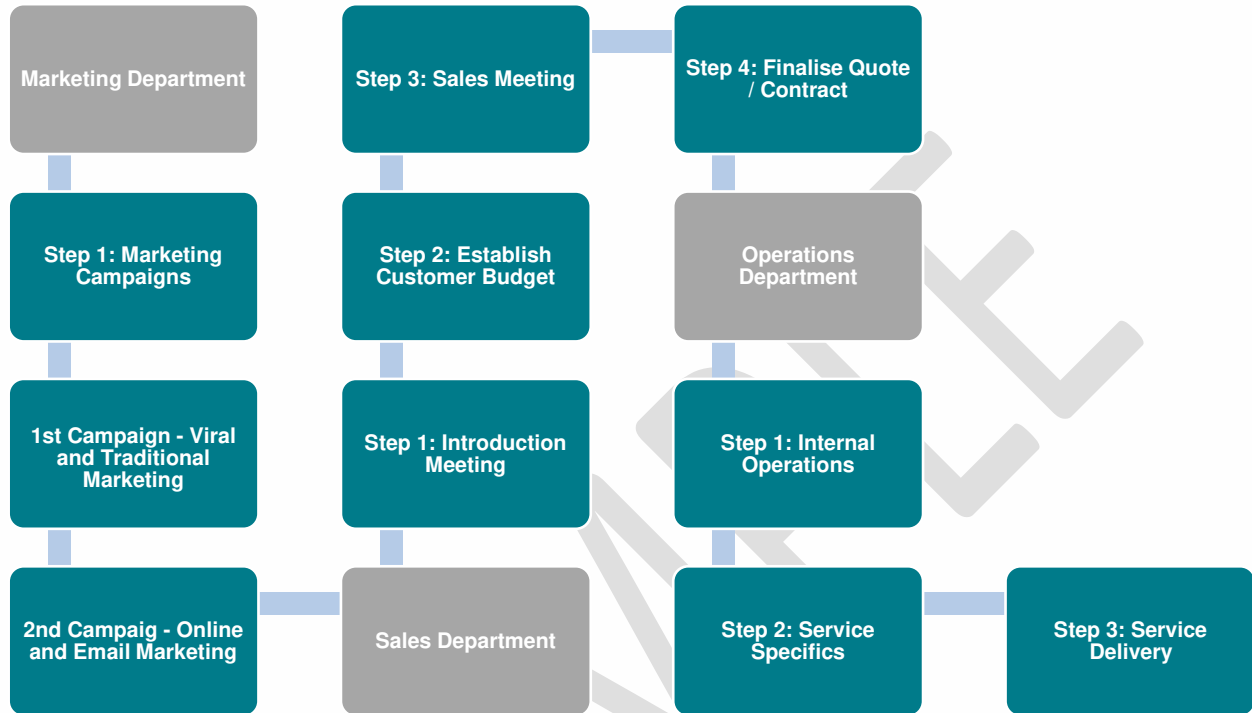 Marketing Department
Step 1: Marketing
Campaigns
1st Campaign - Viral
and Traditional
Marketing
2nd Campaig - Online
and Email Marketing
Sales Department
Step 1: Introduction
Meeting
Step 2: Establish
Customer Budget
Step 3: Sales Meeting
Step 4: Finalise Quote
/ Contract
Operations
Department
Step 1: Internal
Operations
Step 2: Service
Specifics
Step 3: Service
Delivery